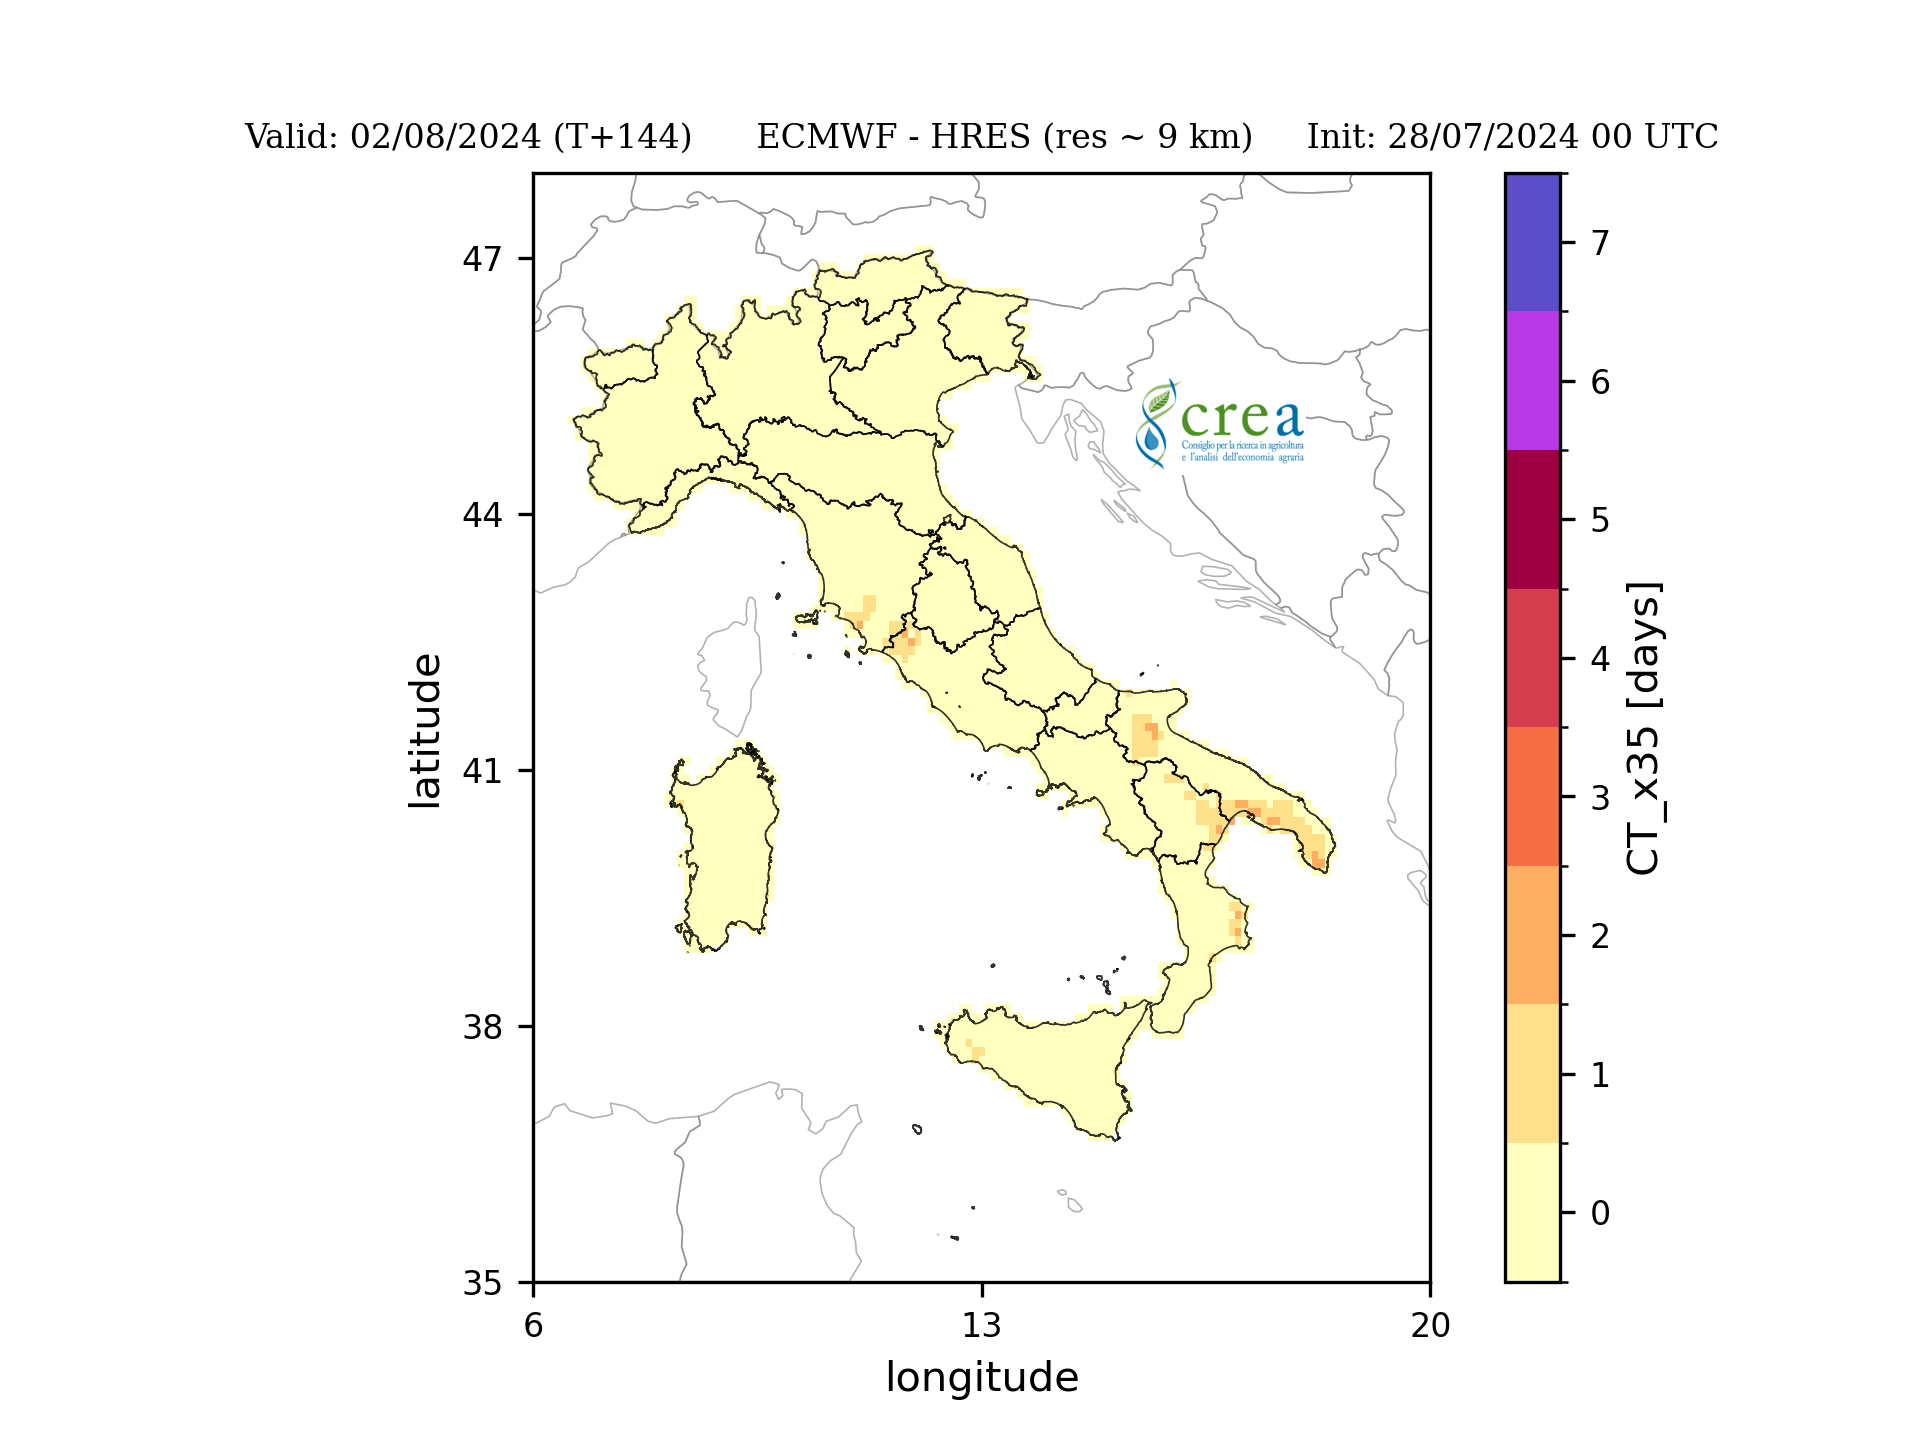 Valid: 02/08/2024 (T+144) ECMWF - HRES (res ~ 9 km) Init: 28/07/2024 00 UTC
47
44
41
38
35
latitude
6 13 20
longitude
crea
Consiglio per la ricerca in agricoltura
e l'analisi dell'economia agraria
7
6
5
4
3
2
1
0
CT_x35 [days]